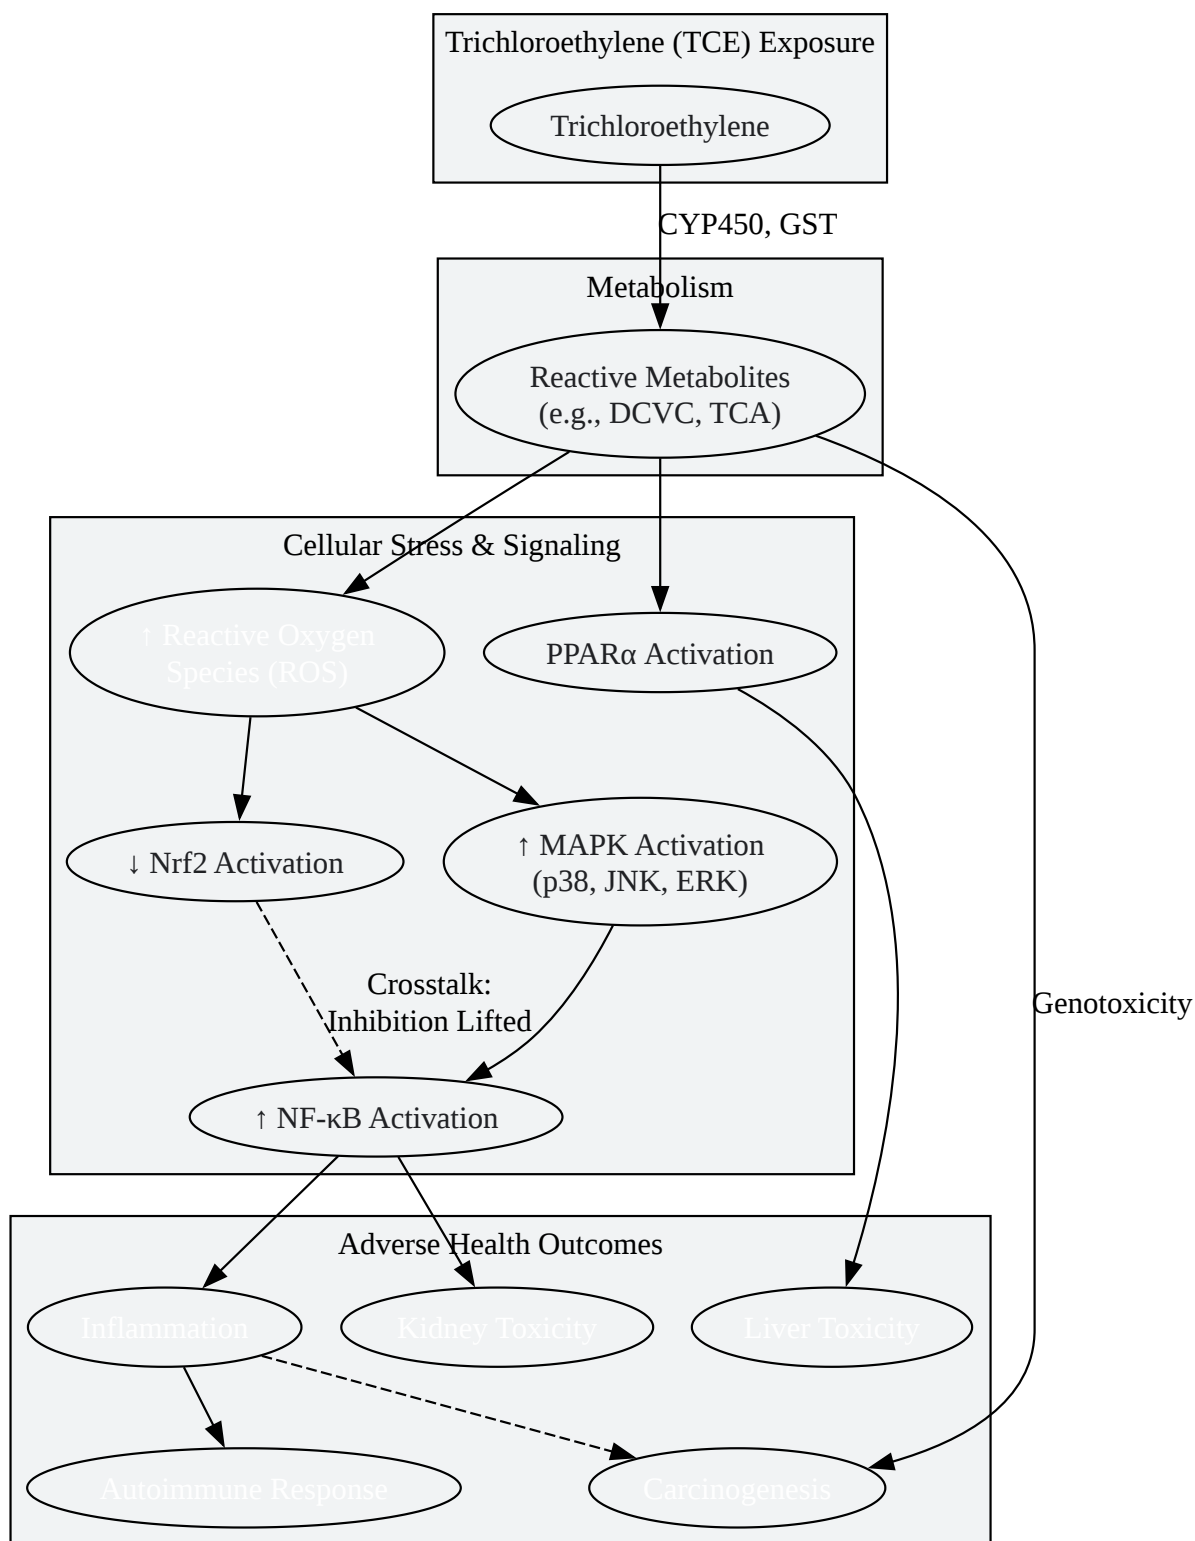 Trichloroethylene (TCE) Exposure
Trichloroethylene
CYP450, GST
Metabolism
Reactive Metabolites
(e.g., DCVC, TCA)
Cellular Stress & Signaling
↑ Reactive Oxygen
Species (ROS)
PPARα Activation
↓ Nrf2 Activation
↑ MAPK Activation
(p38, JNK, ERK)
Crosstalk:
Inhibition Lifted
Genotoxicity
↑ NF-κB Activation
Adverse Health Outcomes
Inflammation
Kidney Toxicity
Liver Toxicity
Autoimmune Response
Carcinogenesis